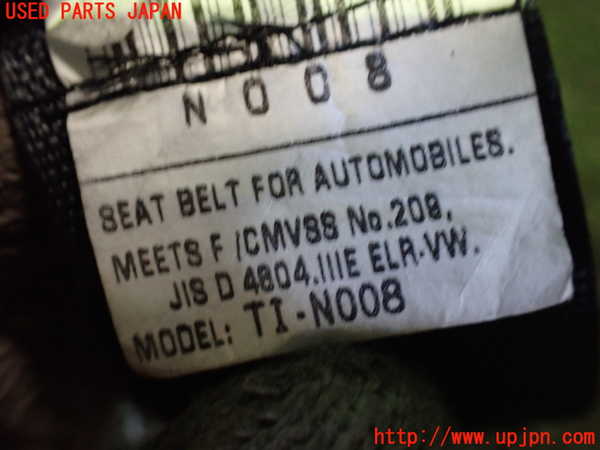 USED PARTS JAPAN
N008
SEAT BELT FOR AUTOMOBILES.
MEETS F/CMVSS No.209,
JIS D 4604.IIIE ELR-VW.
MODEL: TI-N008
http://www.upjpn.com